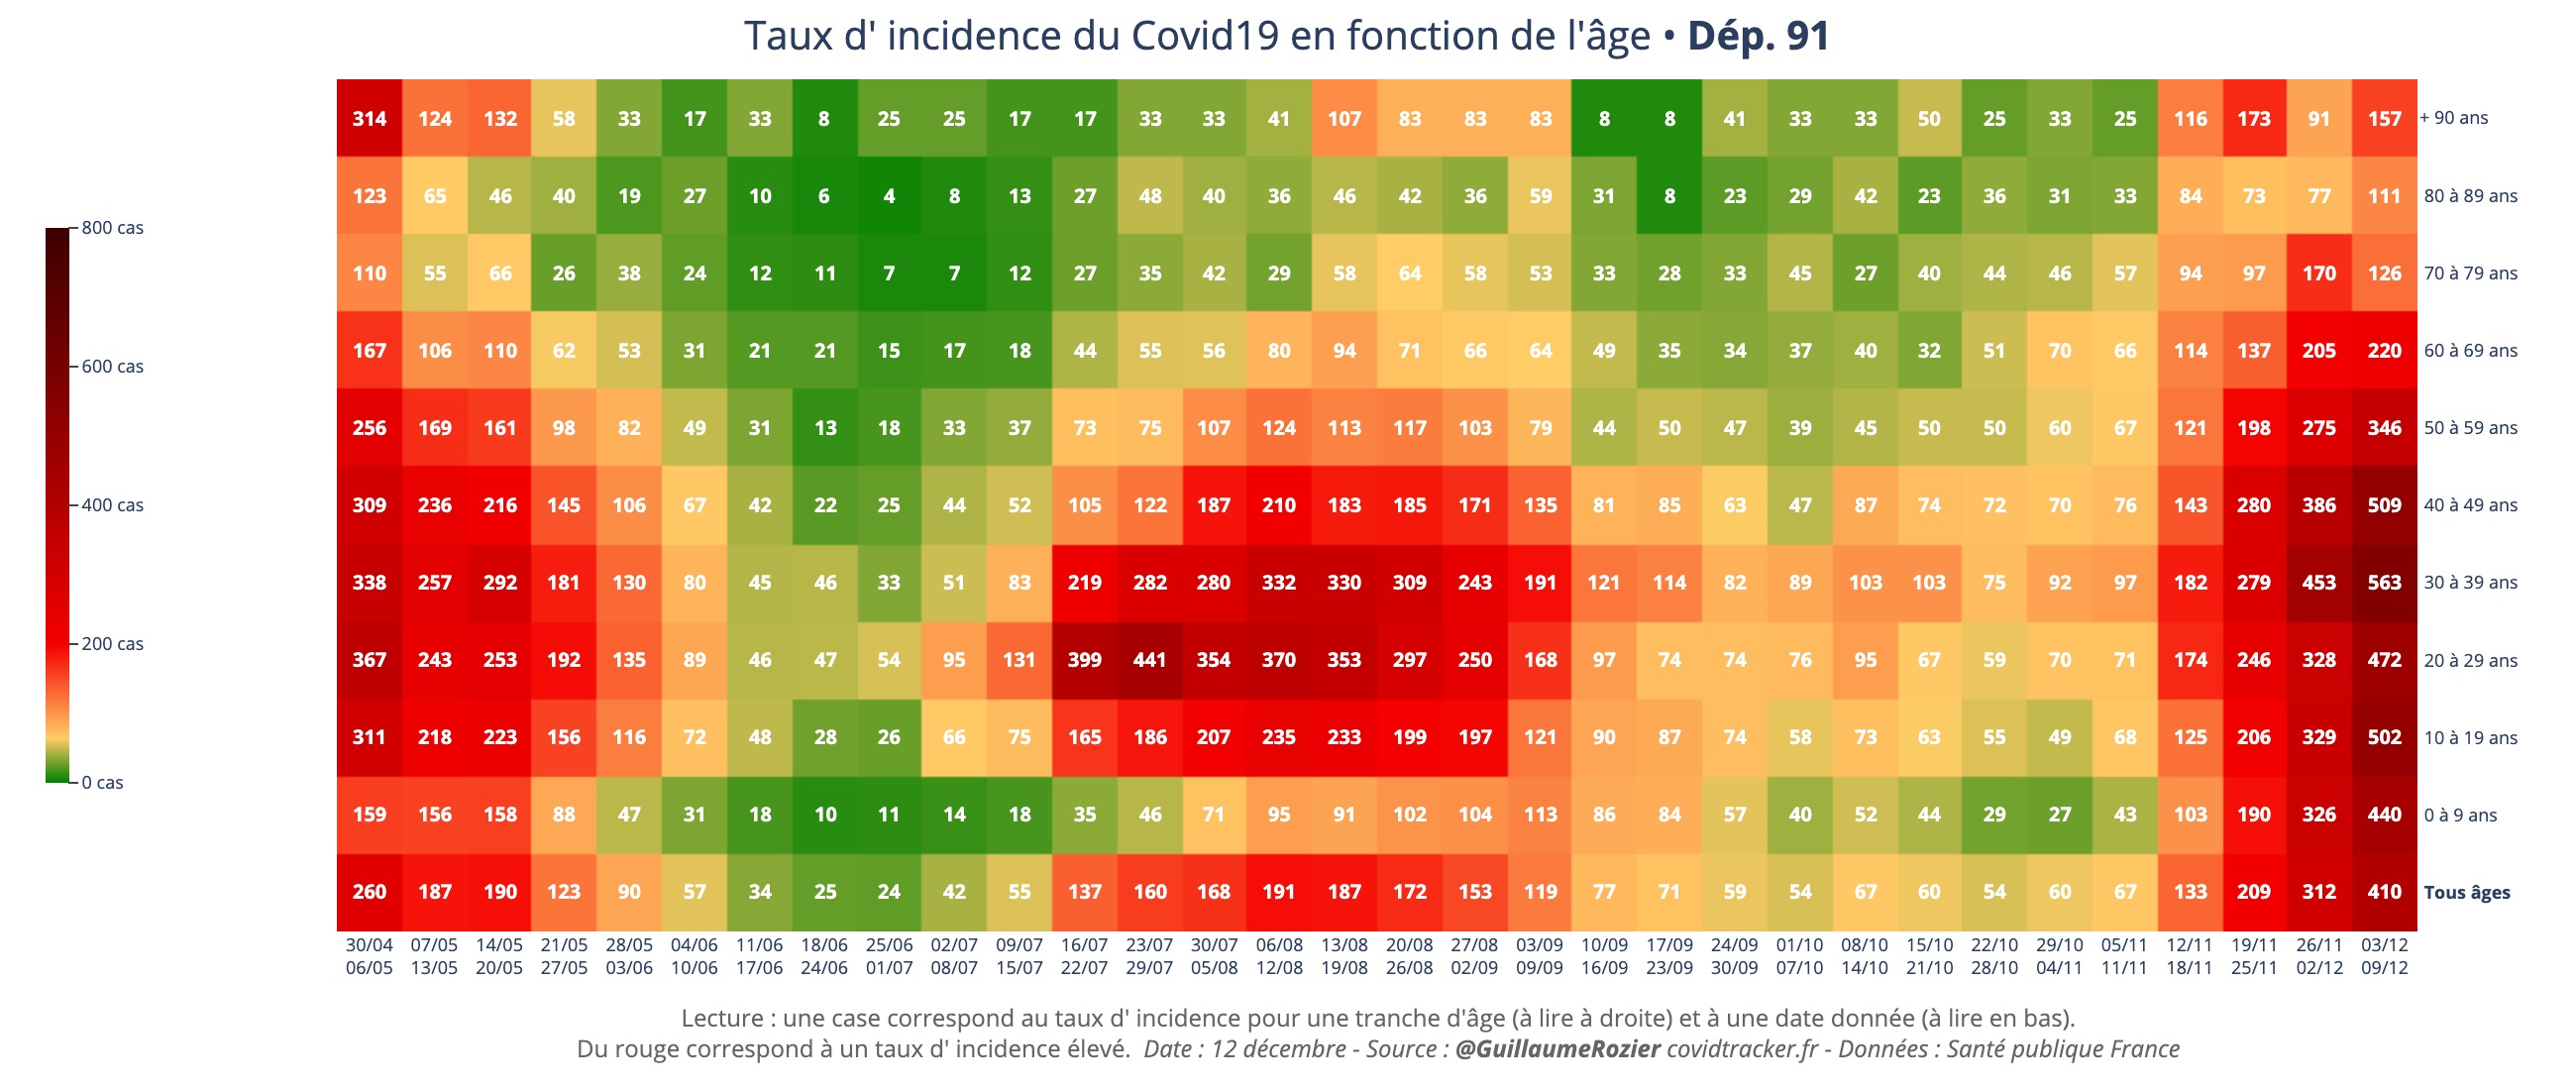 Taux d' incidence du Covid19 en fonction de l'âge • Dép. 91
314 124 132 58 33 17 33 8 25 25 17 17 33 33 41 107 83 83 83 8 8 41 33 33 50 25 33 25 116 173 91 157 + 90 ans
123 65 46 40 19 27 10 6 4 8 13 27 48 40 36 46 42 36 59 31 8 23 29 42 23 36 31 33 84 73 77 111 80 à 89 ans
800 cas
110 55 66 26 38 24 12 11 7 7 12 27 35 42 29 58 64 58 53 33 28 33 45 27 40 44 46 57 94 97 170 126 70 à 79 ans
167 106 110 62 53 31 21 21 15 17 18 44 55 56 80 94 71 66 64 49 35 34 37 40 32 51 70 66 114 137 205 220 60 à 69 ans
600 cas
256 169 161 98 82 49 31 13 18 33 37 73 75 107 124 113 117 103 79 44 50 47 39 45 50 50 60 67 121 198 275 346 50 à 59 ans
400 cas
309 236 216 145 106 67 42 22 25 44 52 105 122 187 210 183 185 171 135 81 85 63 47 87 74 72 70 76 143 280 386 509 40 à 49 ans
338 257 292 181 130 80 45 46 33 51 83 219 282 280 332 330 309 243 191 121 114 82 89 103 103 75 92 97 182 279 453 563 30 à 39 ans
200 cas
367 243 253 192 135 89 46 47 54 95 131 399 441 354 370 353 297 250 168 97 74 74 76 95 67 59 70 71 174 246 328 472 20 à 29 ans
311 218 223 156 116 72 48 28 26 66 75 165 186 207 235 233 199 197 121 90 87 74 58 73 63 55 49 68 125 206 329 502 10 à 19 ans
0 cas
159 156 158 88 47 31 18 10 11 14 18 35 46 71 95 91 102 104 113 86 84 57 40 52 44 29 27 43 103 190 326 440 0 à 9 ans
260 187 190 123 90 57 34 25 24 42 55 137 160 168 191 187 172 153 119 77 71 59 54 67 60 54 60 67 133 209 312 410 Tous âges
30/04 07/05 14/05 21/05 28/05 04/06 11/06 18/06 25/06 02/07 09/07 16/07 23/07 30/07 06/08 13/08 20/08 27/08 03/09 10/09 17/09 24/09 01/10 08/10 15/10 22/10 29/10 05/11 12/11 19/11 26/11 03/12
06/05 13/05 20/05 27/05 03/06 10/06 17/06 24/06 01/07 08/07 15/07 22/07 29/07 05/08 12/08 19/08 26/08 02/09 09/09 16/09 23/09 30/09 07/10 14/10 21/10 28/10 04/11 11/11 18/11 25/11 02/12 09/12
Lecture : une case correspond au taux d' incidence pour une tranche d'âge (à lire à droite) et à une date donnée (à lire en bas).
Du rouge correspond à un taux d' incidence élevé. Date : 12 décembre - Source : @GuillaumeRozier covidtracker.fr - Données : Santé publique France